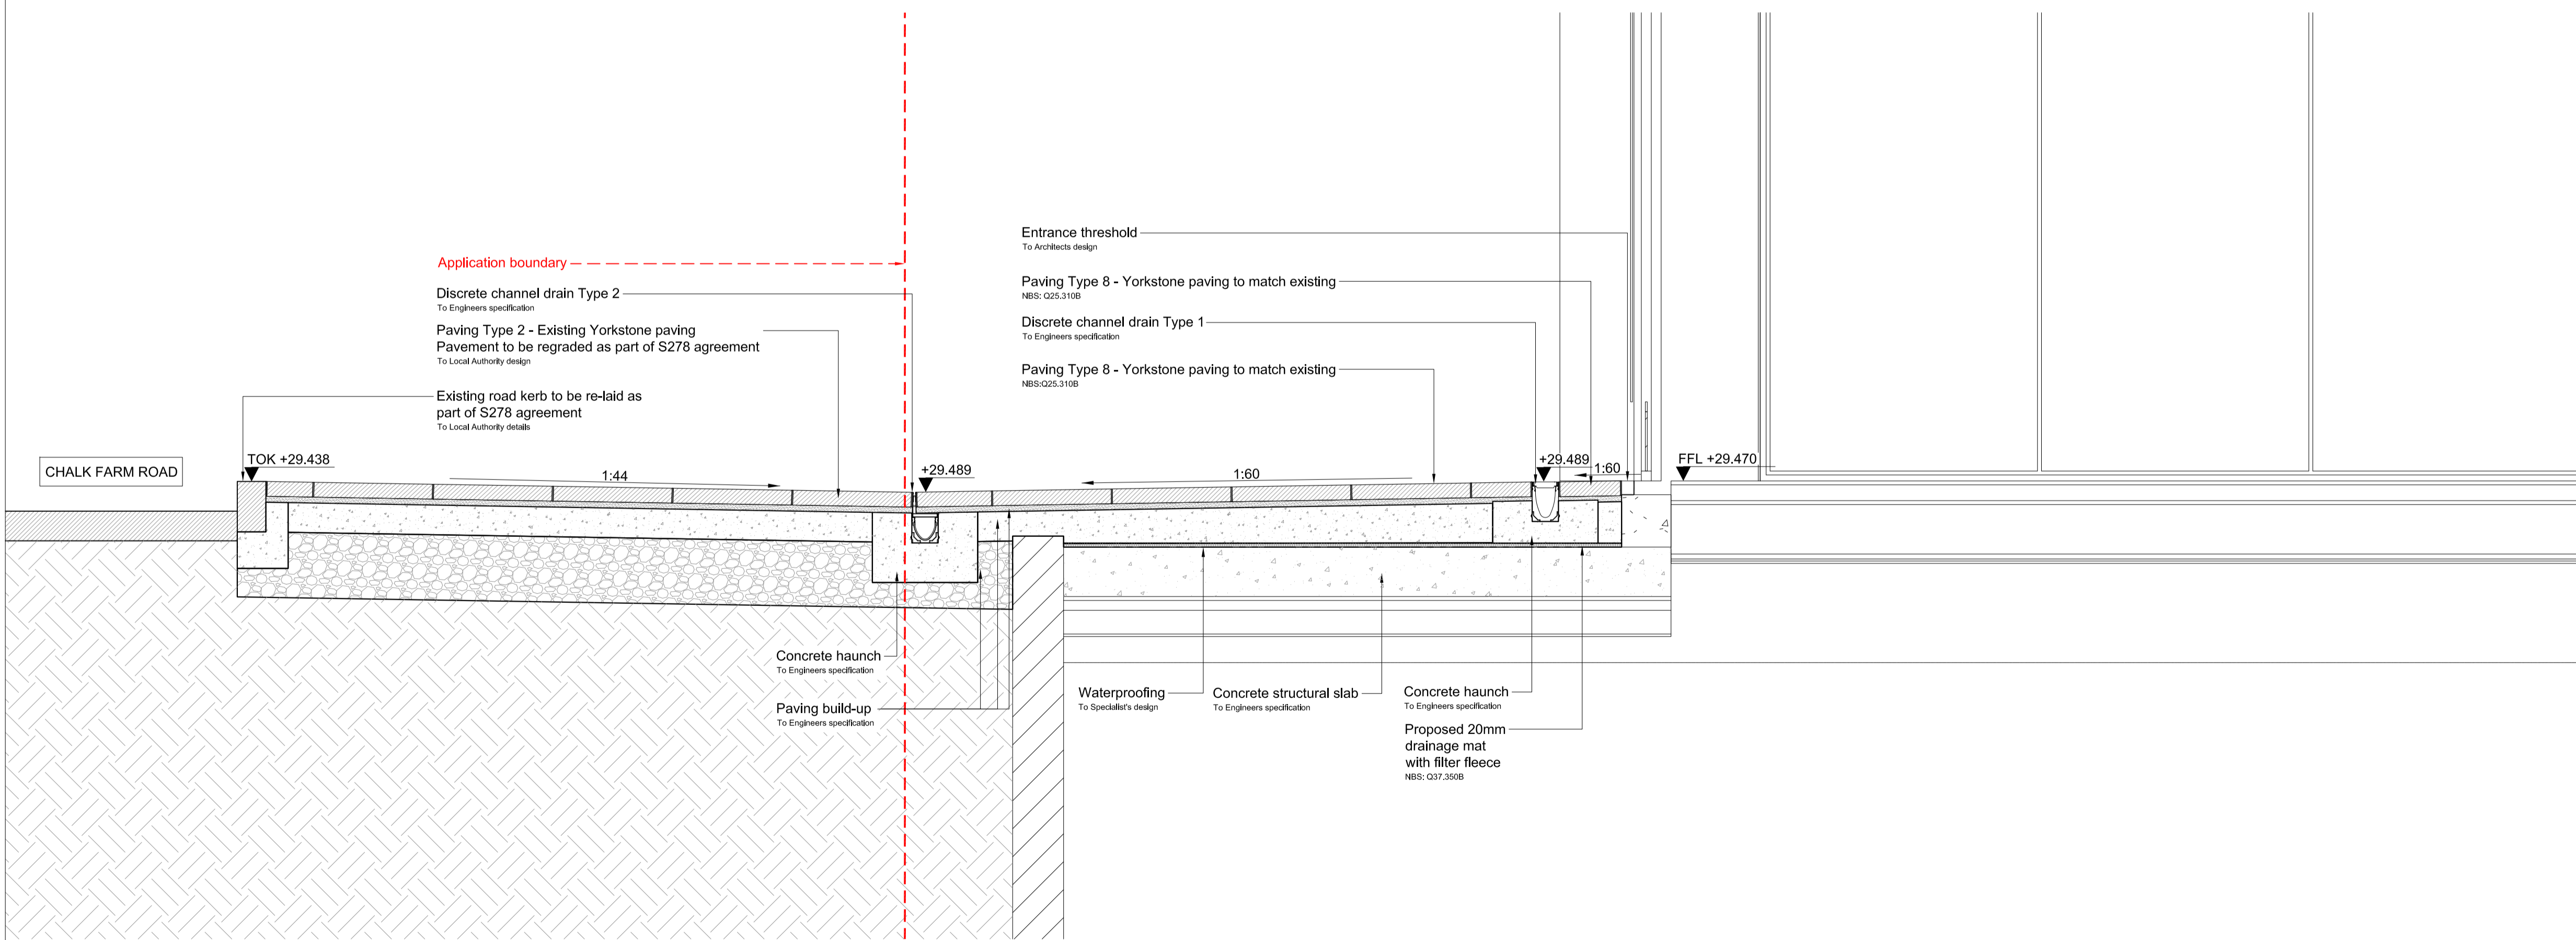 Application boundary
Discrete channel drain Type 2
To Engineers specification
Paving Type 2 - Existing Yorkstone paving
Pavement to be regraded as part of S278 agreement
To Local Authority design
Existing road kerb to be re-laid as
part of S278 agreement
To Local Authority details
Entrance threshold
To Architects design
Paving Type 8 - Yorkstone paving to match existing
NBS: Q25.310B
Discrete channel drain Type 1
To Engineers specification
Paving Type 8 - Yorkstone paving to match existing
NBS:Q25.310B
CHALK FARM ROAD
TOK +29.438
1:44
+29.489
1:60
+29.489
1:60
FFL +29.470
Concrete haunch
To Engineers specification
Paving build-up
To Engineers specification
Waterproofing
To Specialist's design
Concrete structural slab
To Engineers specification
Concrete haunch
To Engineers specification
Proposed 20mm
drainage mat
with filter fleece
NBS: Q37.350B